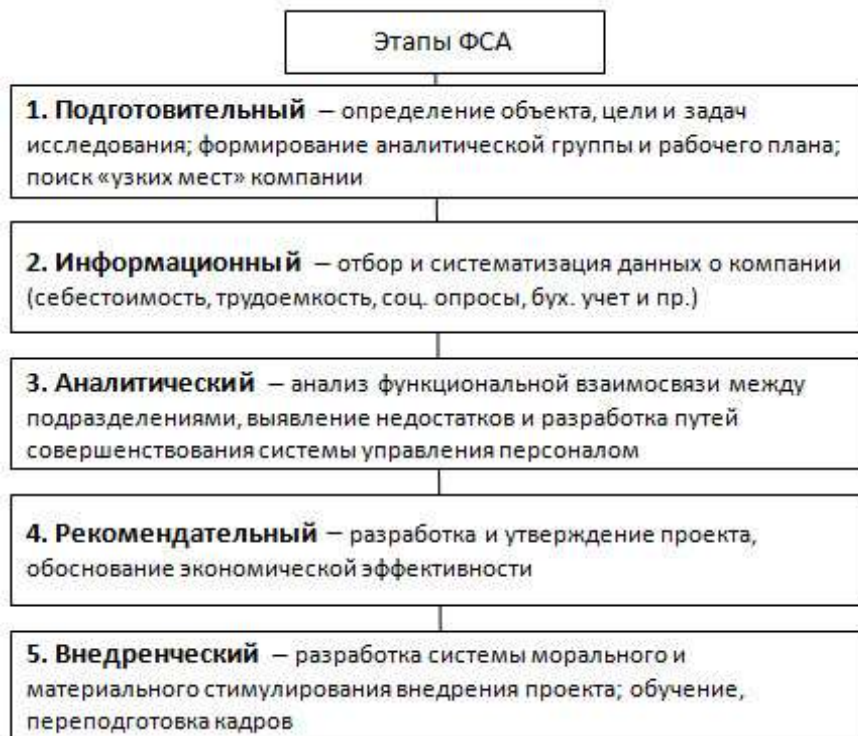 Этапы ФСА
1. Подготовительный – определение объекта, цели и задач
исследования; формирование аналитической группы и рабочего плана;
поиск «узких мест» компании
2. Информационный – отбор и систематизация данных о компании
(себестоимость, трудоемкость, соц. опросы, бух. учет и пр.)
3. Аналитический – анализ функциональной взаимосвязи между
подразделениями, выявление недостатков и разработка путей
совершенствования системы управления персоналом
4. Рекомендательный – разработка и утверждение проекта,
обоснование экономической эффективности
5. Внедренческий – разработка системы морального и
материального стимулирования внедрения проекта; обучение,
переподготовка кадров